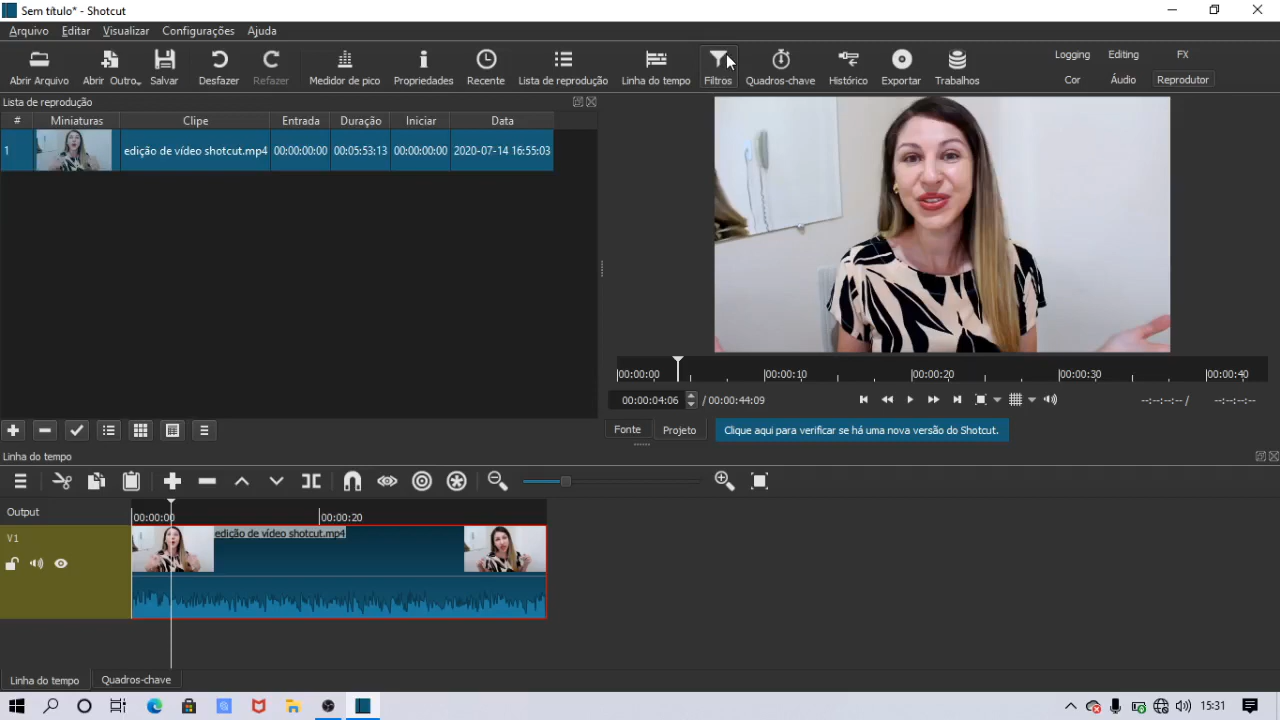 Sem título* - Shotcut
Arquivo Editar Visualizar Configurações Ajuda
Abrir Arquivo Abrir Outro... Salvar Desfazer Refazer Medidor de pico Propriedades Recente Lista de reprodução Linha do tempo Filtros Quadros-chave Histórico Exportar Trabalhos
Logging Editing FX
Cor Áudio Reprodutor
Lista de reprodução
# Miniaturas Clipe Entrada Duração Iniciar Data
1 edição de vídeo shotcut.mp4 00:00:00:00 00:05:53:13 00:00:00:00 2020-07-14 16:55:03
00:00:00 00:00:10 00:00:20 00:00:30 00:00:40
00:00:04:06 / 00:00:44:09 --:--:--:-- / --:--:--:--
Fonte Projeto Clique aqui para verificar se há uma nova versão do Shotcut.
Linha do tempo
Output 00:00:00 00:00:20
V1 edição de vídeo shotcut.mp4
Linha do tempo Quadros-chave
15:31